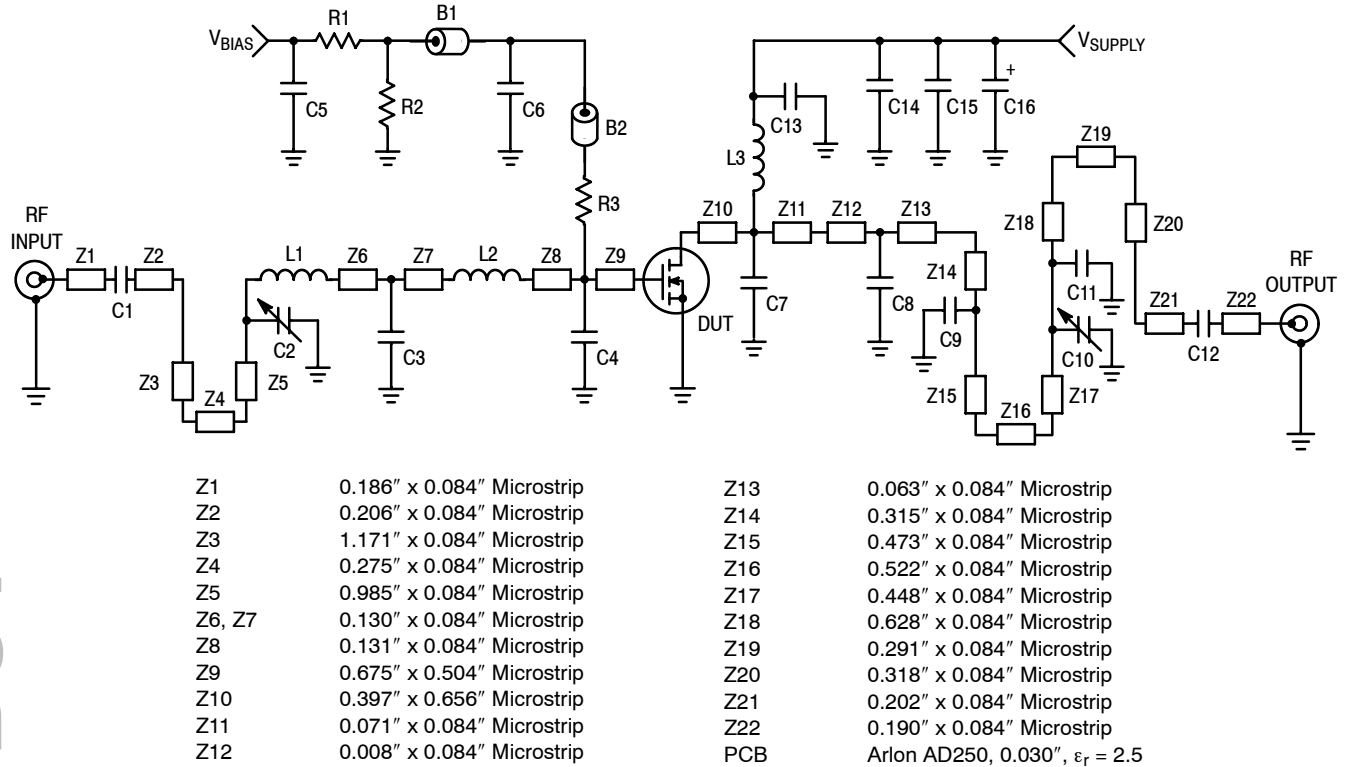 V_BIAS
R1
B1
C5
R2
C6
B2
R3
V_SUPPLY
+
C13
C14
C15
C16
L3
Z19
Z18
Z20
RF
INPUT
Z1
Z2
C1
L1
Z6
Z7
L2
Z8
Z9
Z10
Z11
Z12
Z13
Z14
C2
C3
C4
DUT
C7
C8
C9
C11
C10
Z21
Z22
C12
RF
OUTPUT
Z3
Z4
Z5
Z15
Z16
Z17
Z1 0.186″ x 0.084″ Microstrip
Z2 0.206″ x 0.084″ Microstrip
Z3 1.171″ x 0.084″ Microstrip
Z4 0.275″ x 0.084″ Microstrip
Z5 0.985″ x 0.084″ Microstrip
Z6, Z7 0.130″ x 0.084″ Microstrip
Z8 0.131″ x 0.084″ Microstrip
Z9 0.675″ x 0.504″ Microstrip
Z10 0.397″ x 0.656″ Microstrip
Z11 0.071″ x 0.084″ Microstrip
Z12 0.008″ x 0.084″ Microstrip
Z13 0.063″ x 0.084″ Microstrip
Z14 0.315″ x 0.084″ Microstrip
Z15 0.473″ x 0.084″ Microstrip
Z16 0.522″ x 0.084″ Microstrip
Z17 0.448″ x 0.084″ Microstrip
Z18 0.628″ x 0.084″ Microstrip
Z19 0.291″ x 0.084″ Microstrip
Z20 0.318″ x 0.084″ Microstrip
Z21 0.202″ x 0.084″ Microstrip
Z22 0.190″ x 0.084″ Microstrip
PCB Arlon AD250, 0.030″, εr = 2.5